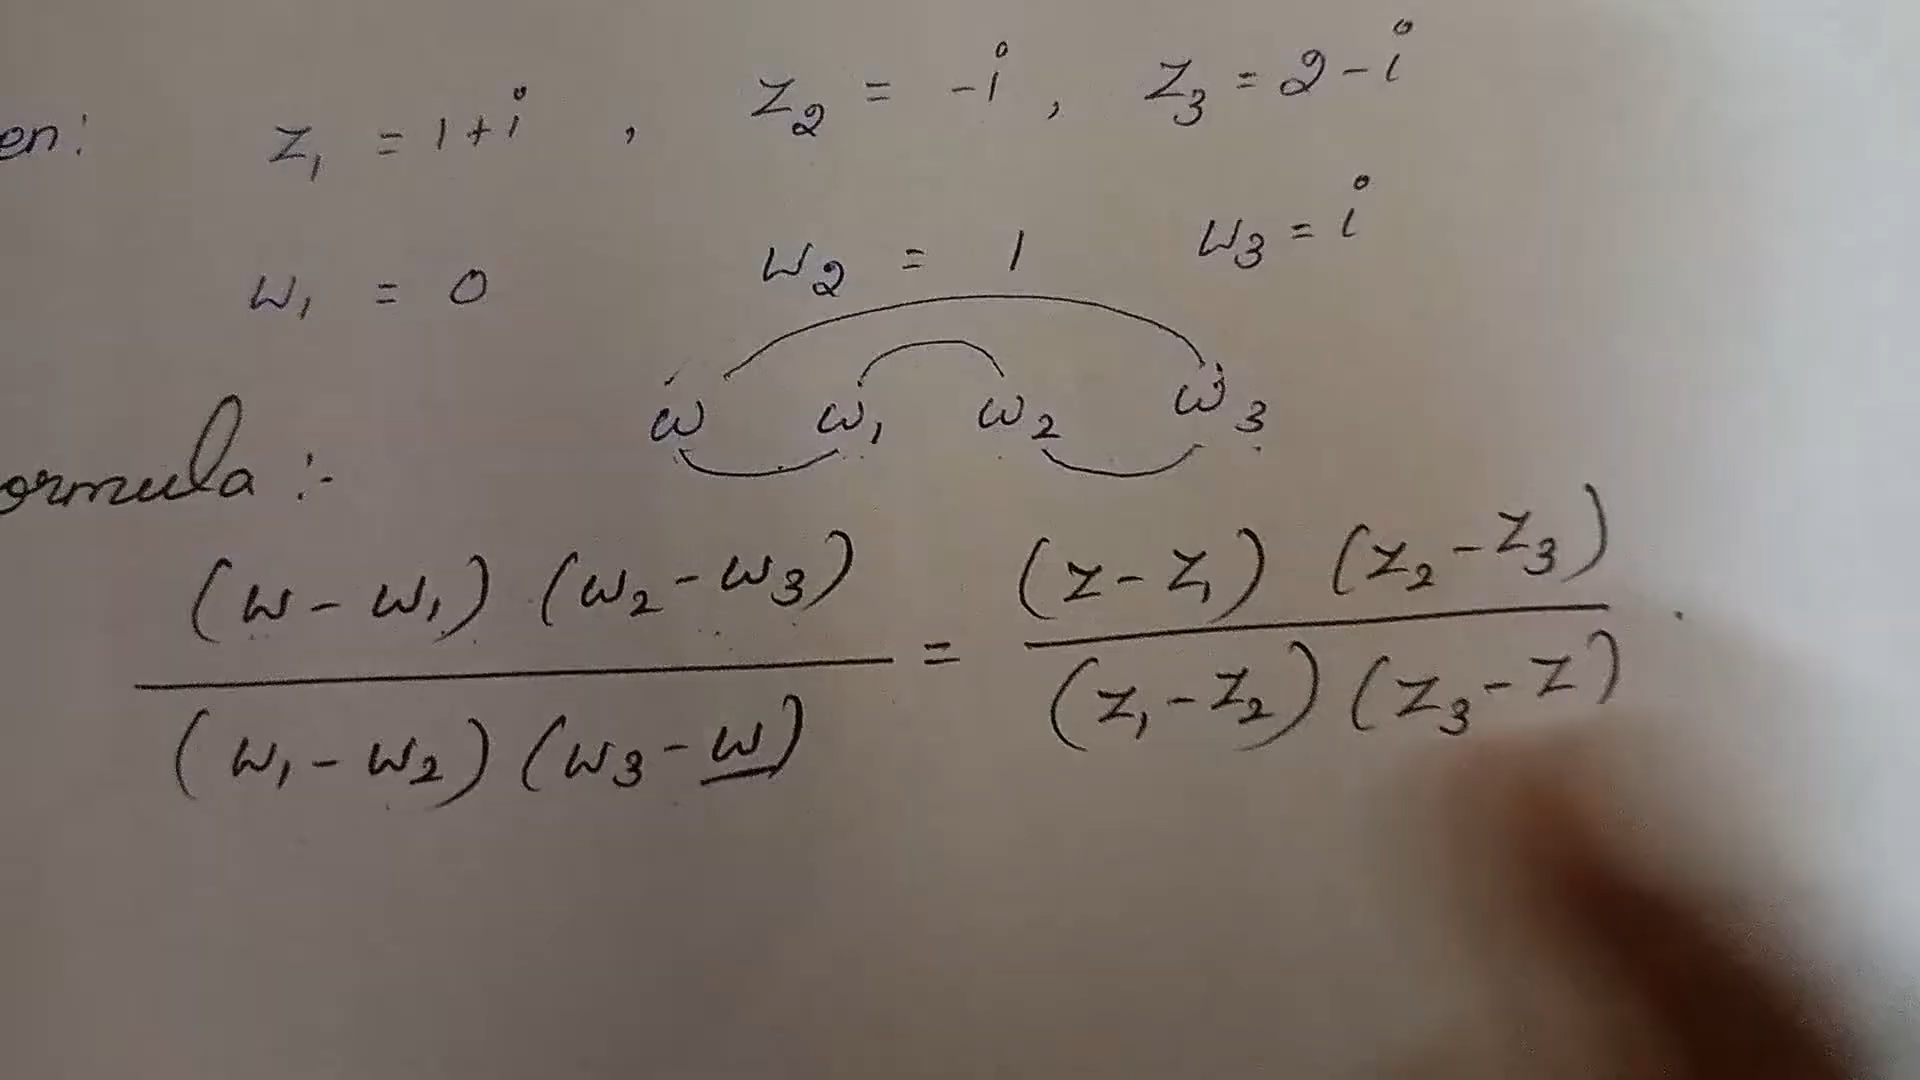 en: z₁ = 1+i , z₂ = -i , z₃ = 2-i
w₁ = 0 w₂ = 1 w₃ = i
w w₁ w₂ w₃
ormula :-
(w - w₁) (w₂ - w₃) / (w₁ - w₂) (w₃ - w) = (z - z₁) (z₂ - z₃) / (z₁ - z₂) (z₃ - z) .